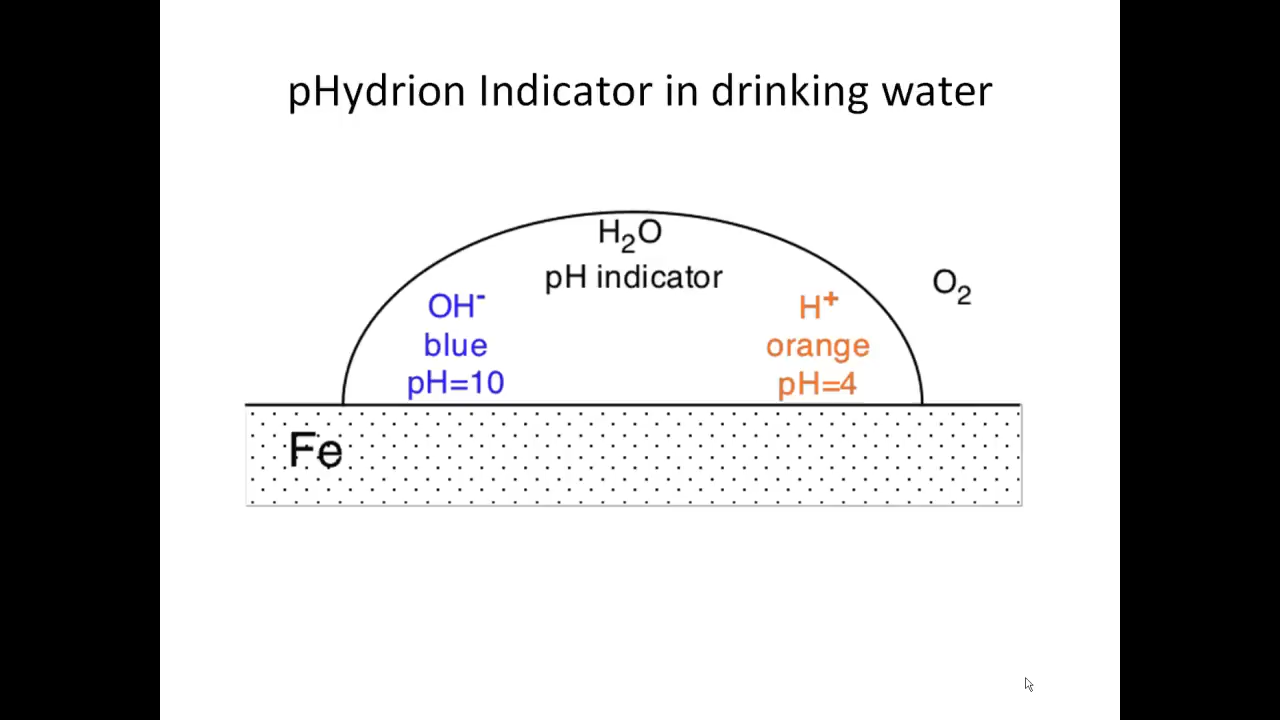 pHydrion Indicator in drinking water
H₂O
pH indicator
O₂
OH⁻
blue
pH=10
H⁺
orange
pH=4
Fe